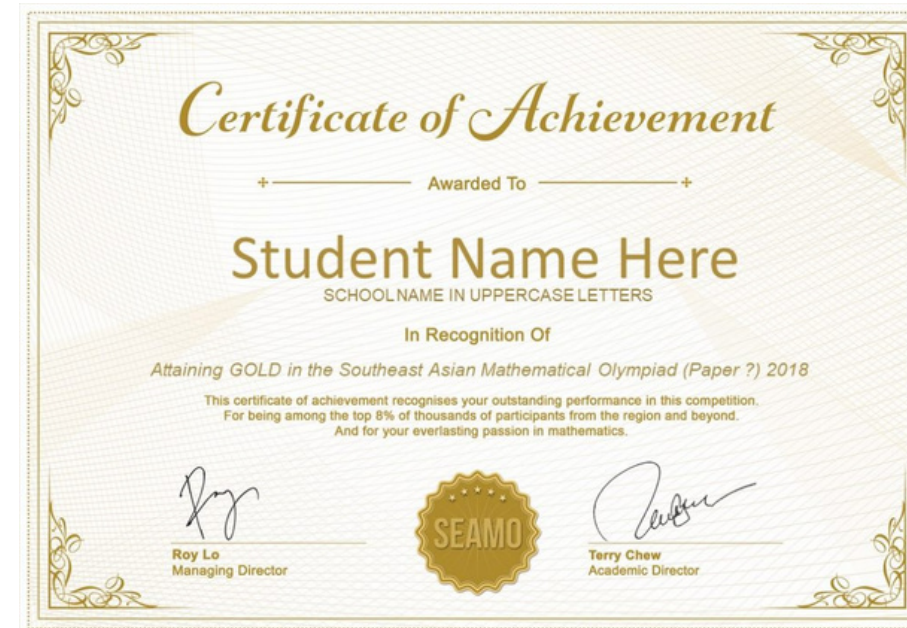 Certificate of Achievement
Awarded To
Student Name Here
SCHOOL NAME IN UPPERCASE LETTERS
In Recognition Of
Attaining GOLD in the Southeast Asian Mathematical Olympiad (Paper ?) 2018
This certificate of achievement recognises your outstanding performance in this competition.
For being among the top 8% of thousands of participants from the region and beyond.
And for your everlasting passion in mathematics.
SEAMO
Roy Lo
Managing Director
Terry Chew
Academic Director